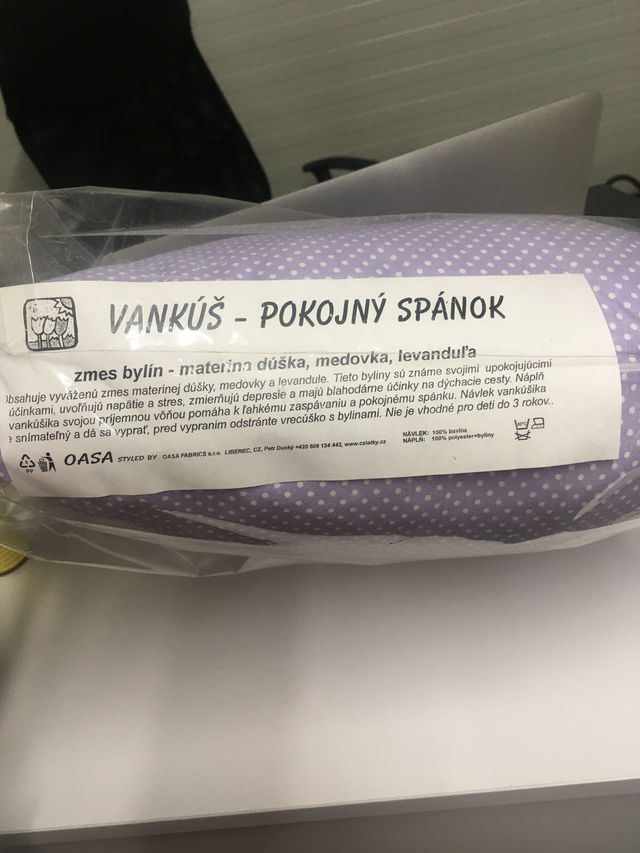 VANKÚŠ - POKOJNÝ SPÁNOK
zmes bylín - materina dúška, medovka, levanduľa
Obsahuje vyváženú zmes materinej dúšky, medovky a levandule. Tieto byliny sú známe svojimi upokojujúcimi
účinkami, uvoľňujú napätie a stres, zmierňujú depresie a majú blahodárne účinky na dýchacie cesty. Náplň
vankúšika svojou príjemnou vôňou pomáha k ľahkému zaspávaniu a pokojnému spánku. Návlek vankúšika
snímateľný a dá sa vyprať, pred vypraním odstránte vrecúško s bylinami. Nie je vhodné pre deti do 3 rokov..
NÁVLEK: 100% bavlna
NÁPLŇ: 100% polyester+byliny
PP
OASA STYLED BY OASA FABRICS s.r.o. LIBEREC, CZ, Petr Ducký +420 608 124 442, www.czlatky.cz